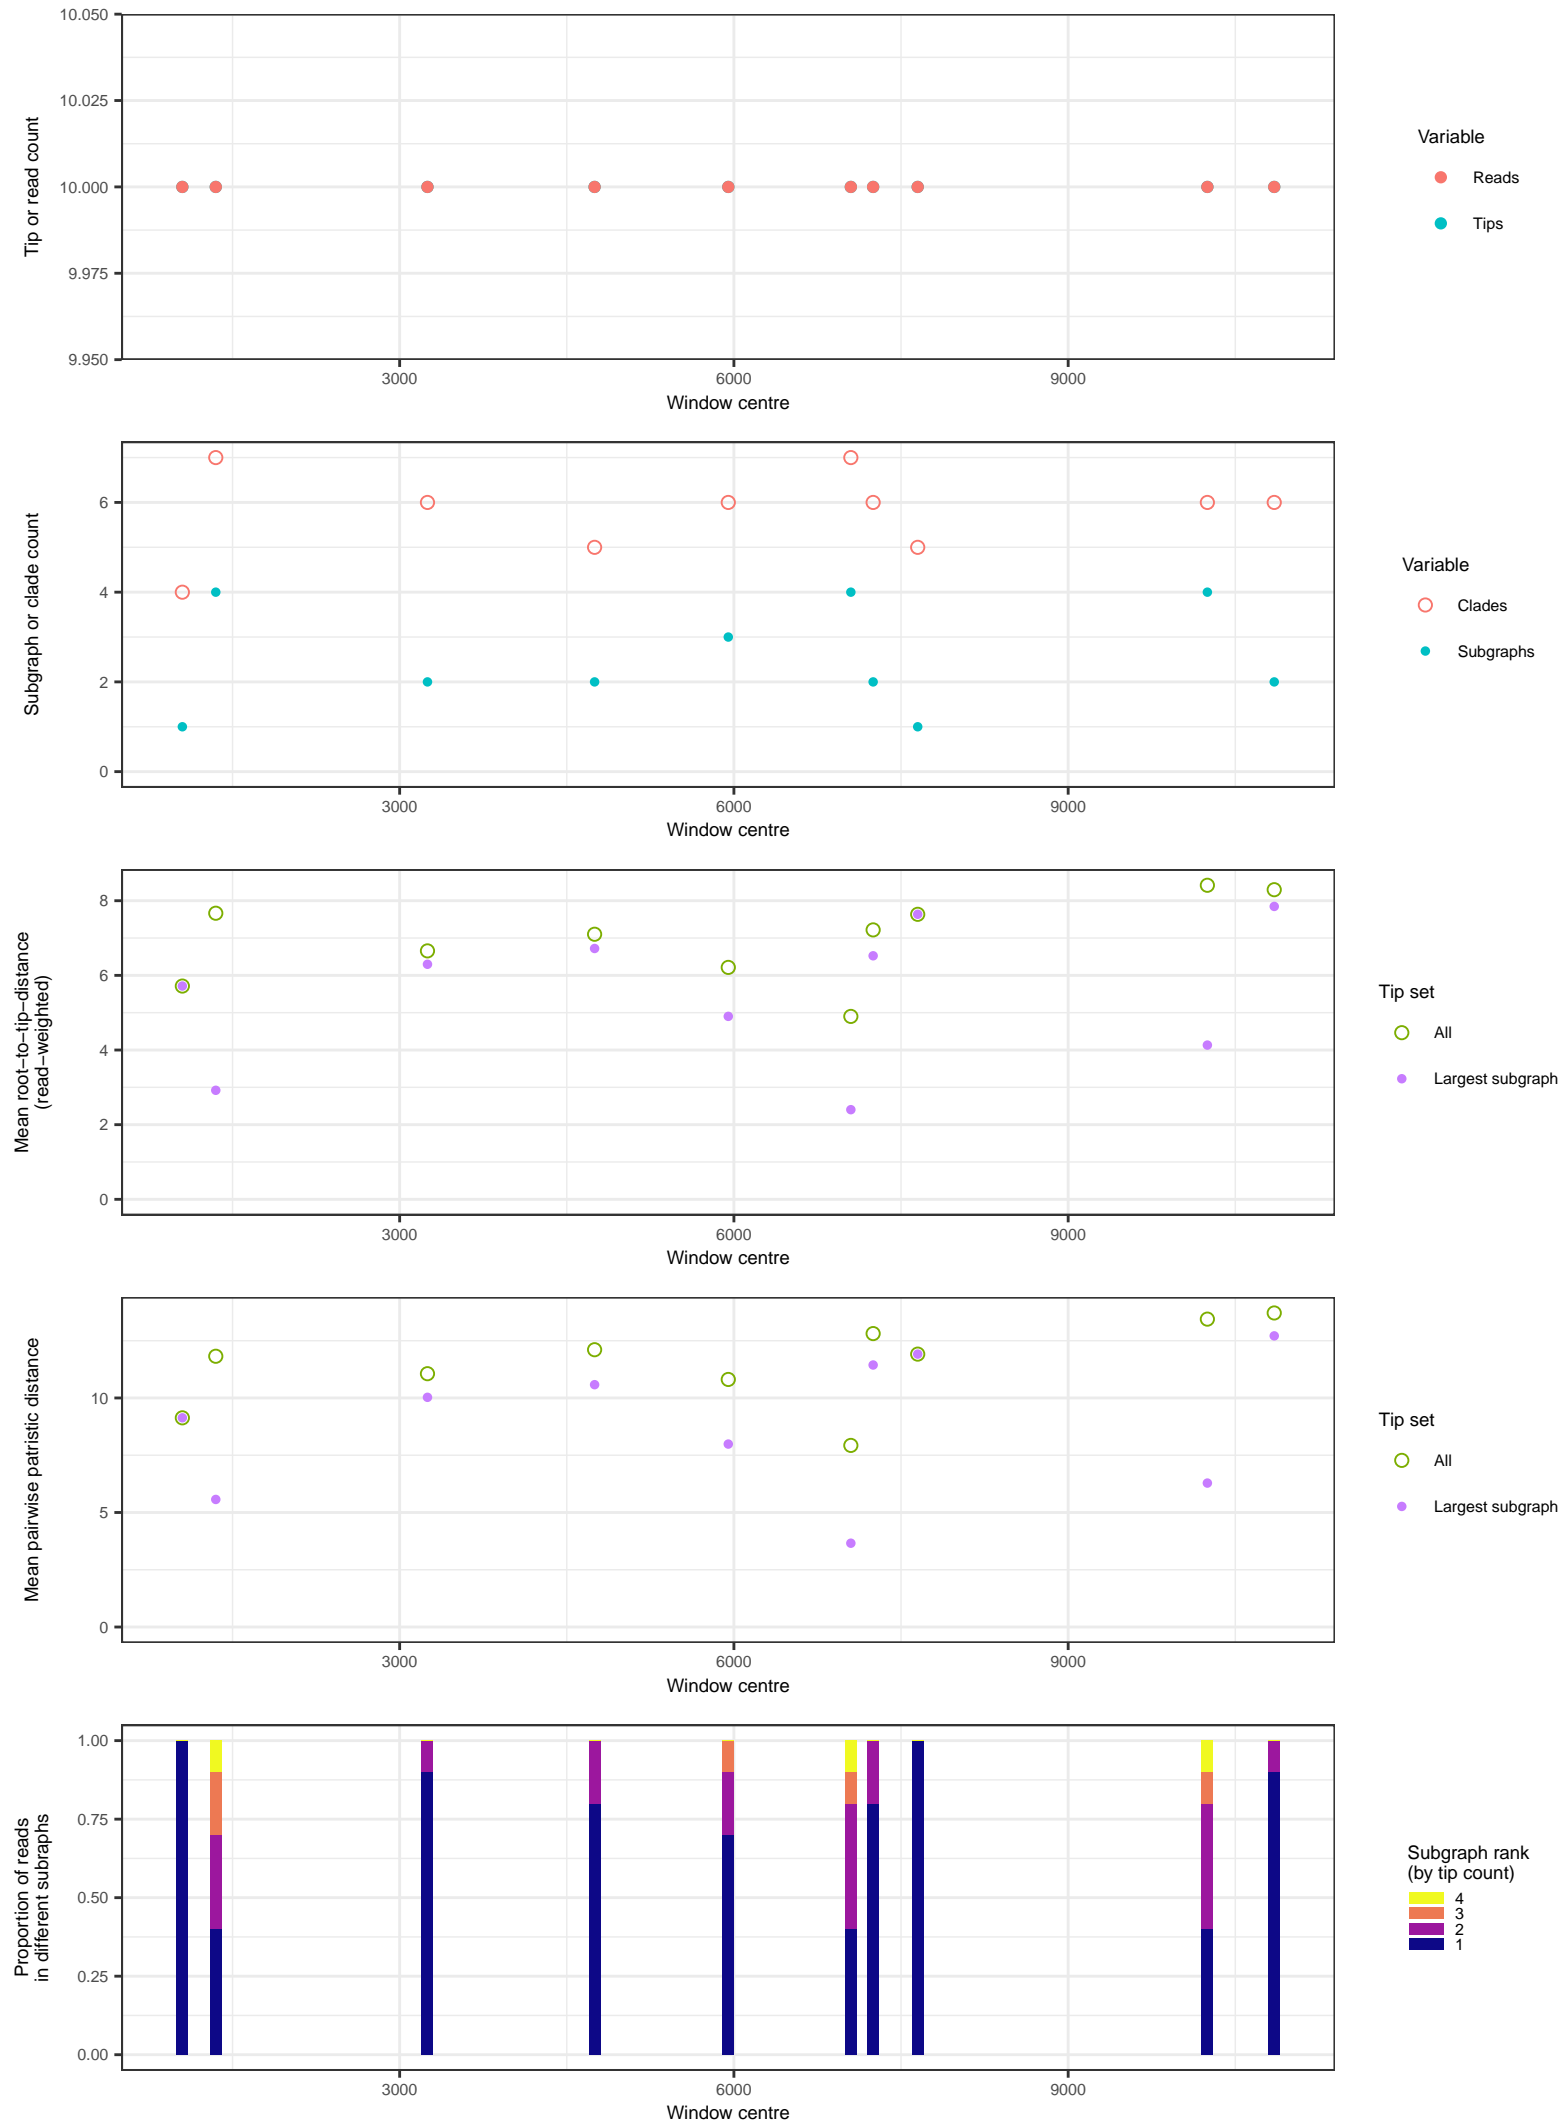 10.050
10.025
10.000
9.975
9.950
Tip or read count
3000 6000 9000
Window centre
Variable
Reads
Tips
6
4
2
0
Subgraph or clade count
3000 6000 9000
Window centre
Variable
Clades
Subgraphs
8
6
4
2
0
Mean root−to−tip−distance
(read−weighted)
3000 6000 9000
Window centre
Tip set
All
Largest subgraph
10
5
0
Mean pairwise patristic distance
3000 6000 9000
Window centre
Tip set
All
Largest subgraph
1.00
0.75
0.50
0.25
0.00
Proportion of reads
in different subraphs
3000 6000 9000
Window centre
Subgraph rank
(by tip count)
4
3
2
1